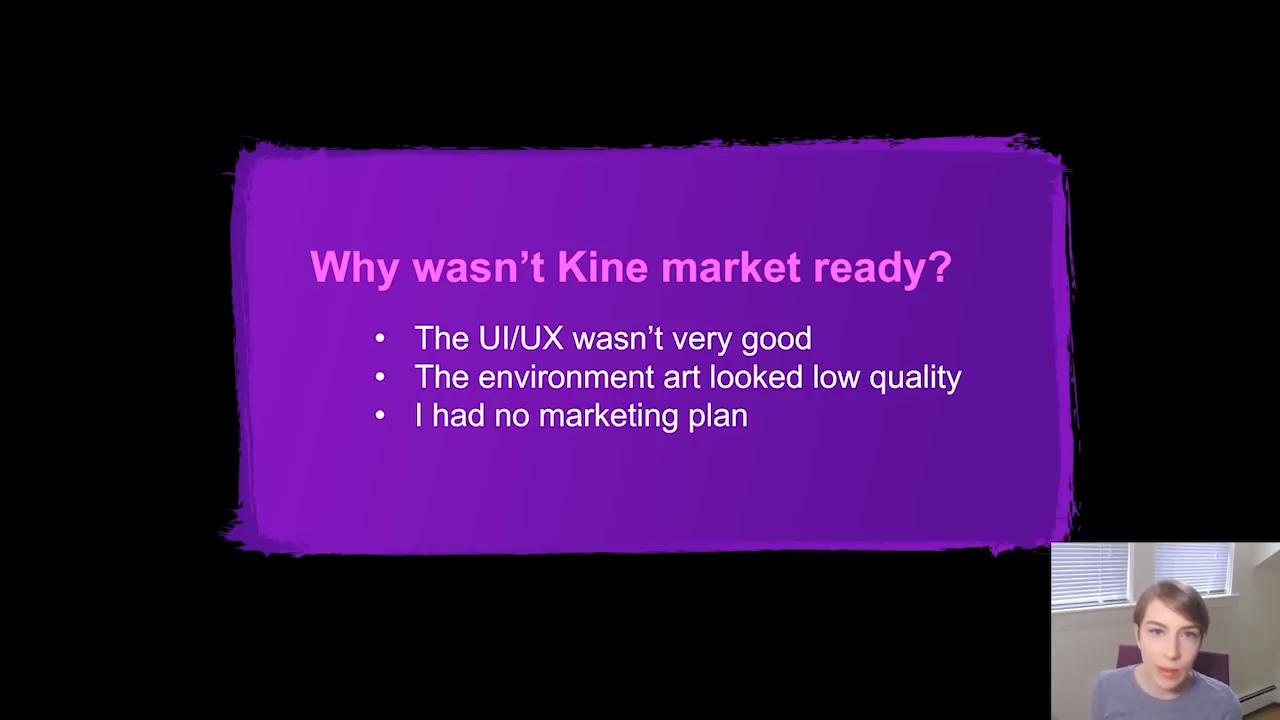 Why wasn’t Kine market ready?
• The UI/UX wasn’t very good
• The environment art looked low quality
• I had no marketing plan